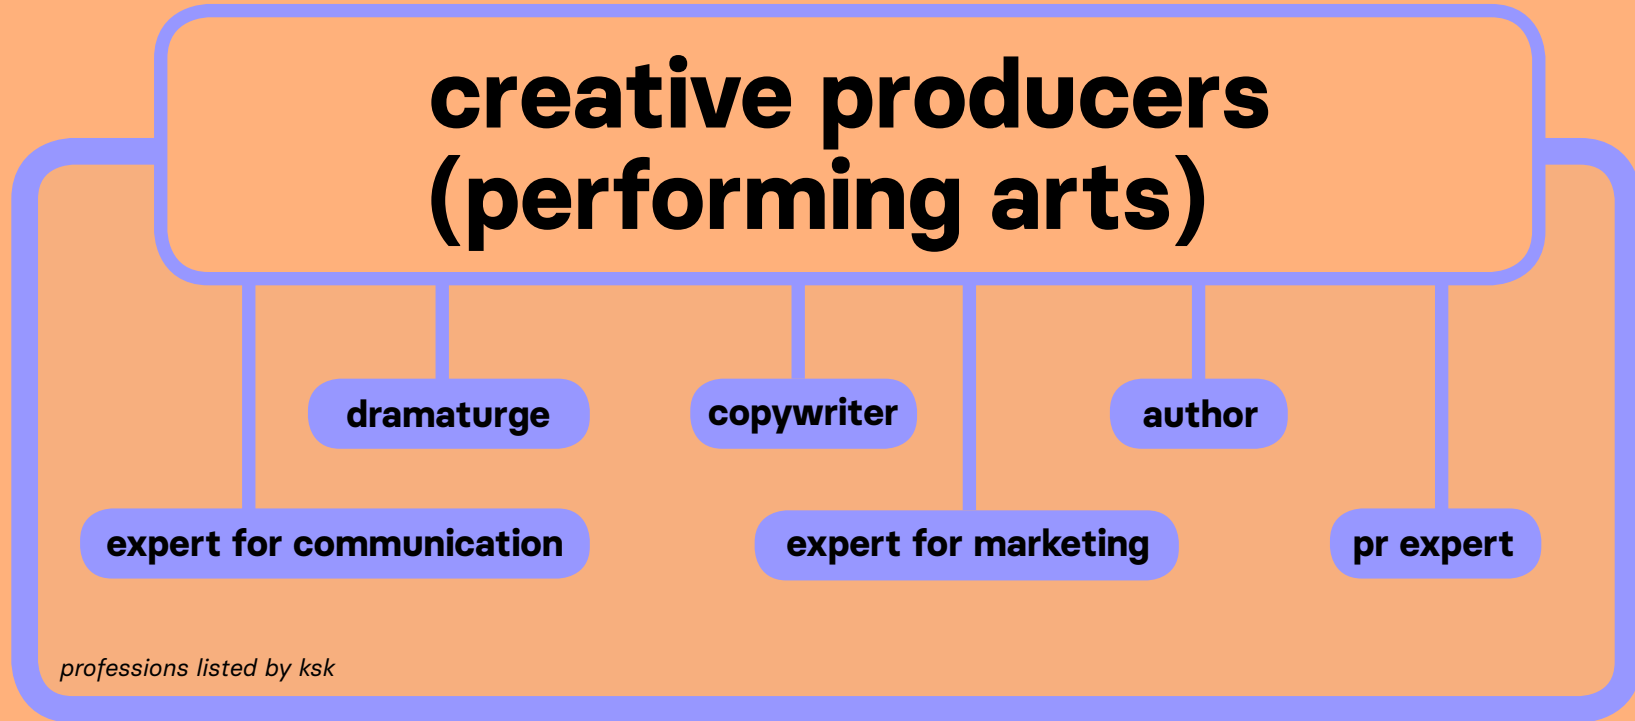 creative producers
(performing arts)
dramaturge
copywriter
author
expert for communication
expert for marketing
pr expert
professions listed by ksk